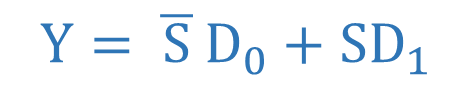 Y = S̅ D₀ + SD₁